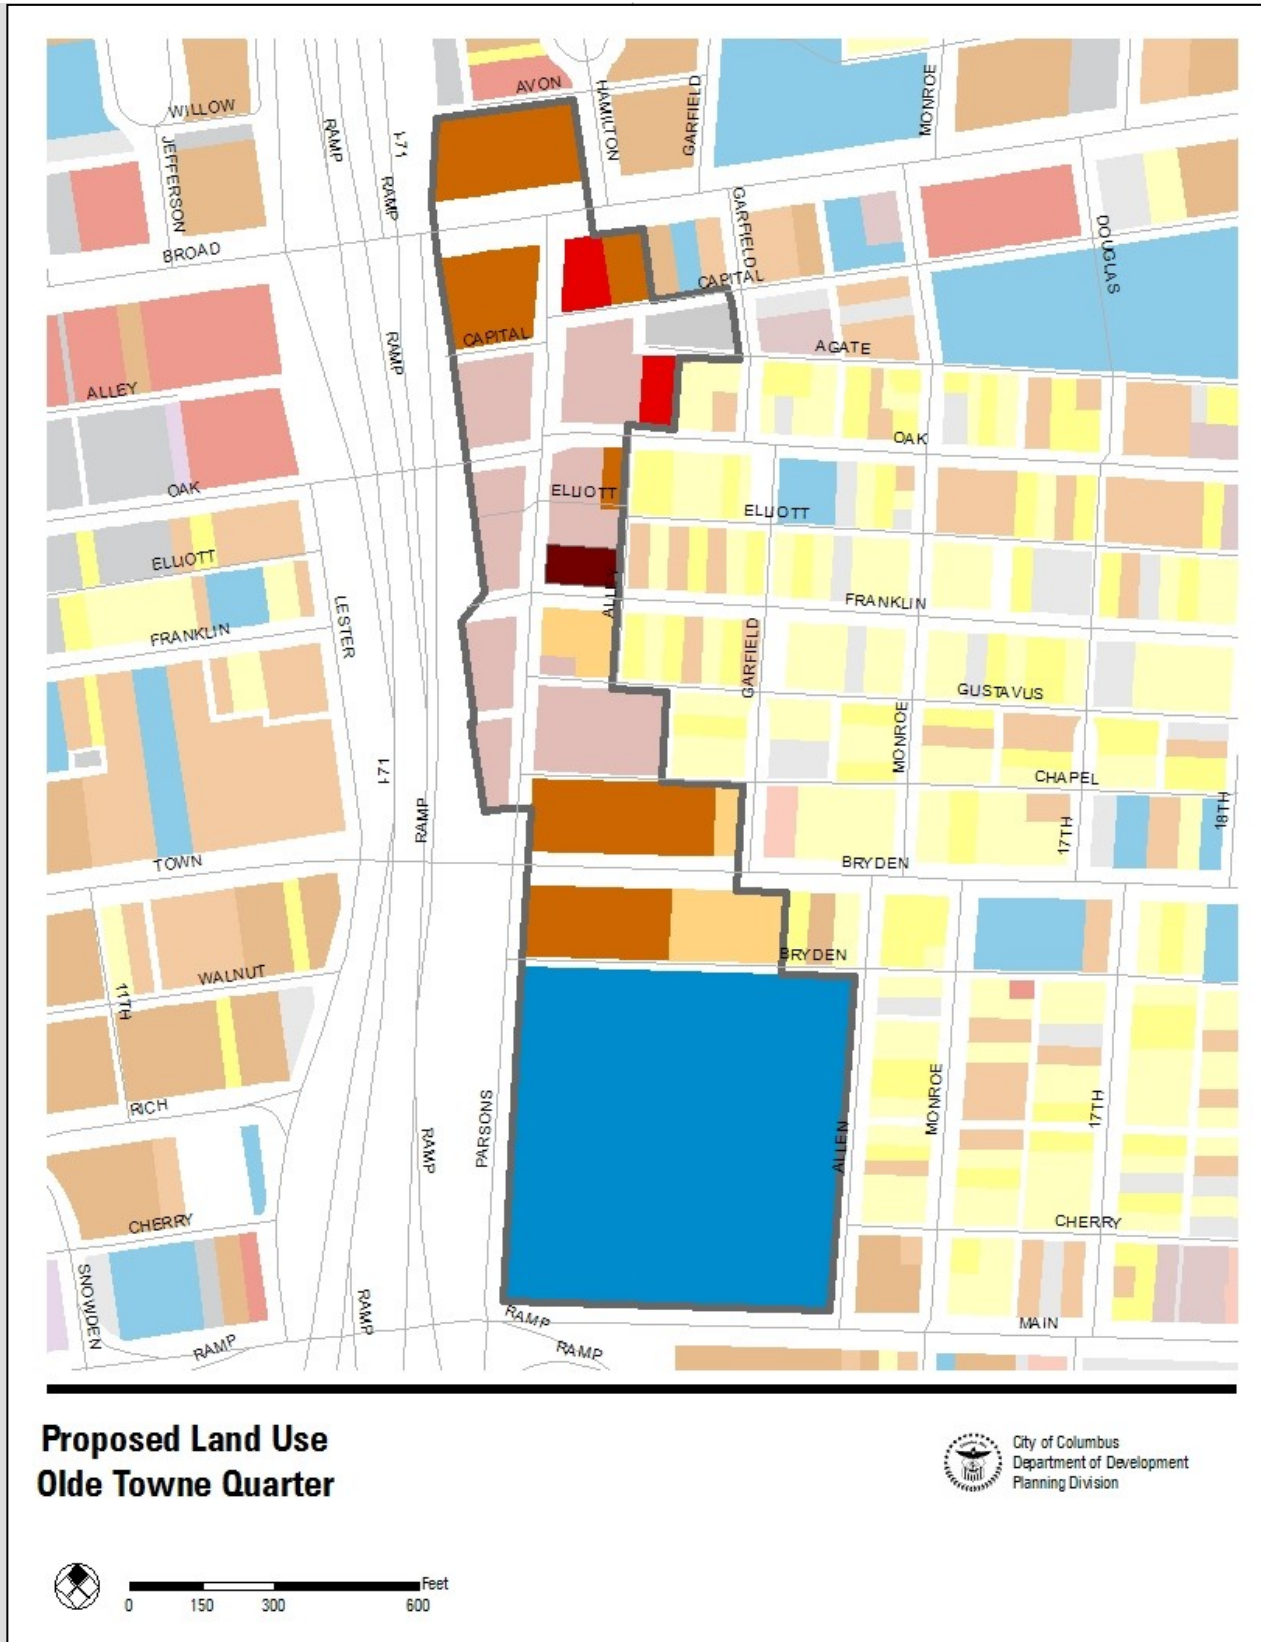 AVON
HAMILTON
GARFIELD
MONROE
WILLOW
JEFFERSON
RAMP
I-71
RAMP
BROAD
GARFIELD
DOUGLAS
CAPITAL
CAPITAL
RAMP
AGATE
ALLEY
OAK
OAK
ELLIOTT
ELLIOTT
ELLIOTT
ALLEY
FRANKLIN
FRANKLIN
LESTER
GARFIELD
GUSTAVUS
MONROE
I-71
CHAPEL
RAMP
17TH
18TH
TOWN
BRYDEN
BRYDEN
WALNUT
11TH
RICH
PARSONS
RAMP
ALLEN
MONROE
17TH
CHERRY
CHERRY
SNOWDEN
RAMP
RAMP
RAMP
RAMP
MAIN
Proposed Land Use
Olde Towne Quarter
City of Columbus
Department of Development
Planning Division
Feet
0 150 300 600